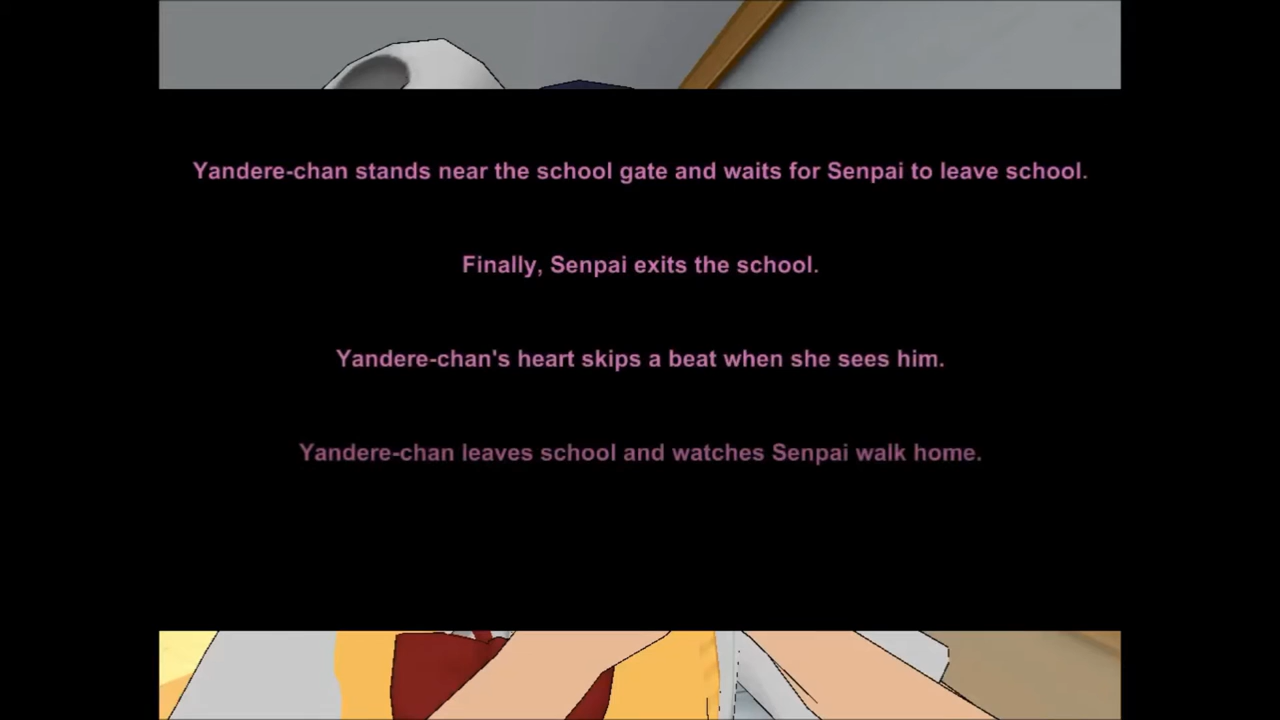 Yandere-chan stands near the school gate and waits for Senpai to leave school.
Finally, Senpai exits the school.
Yandere-chan's heart skips a beat when she sees him.
Yandere-chan leaves school and watches Senpai walk home.